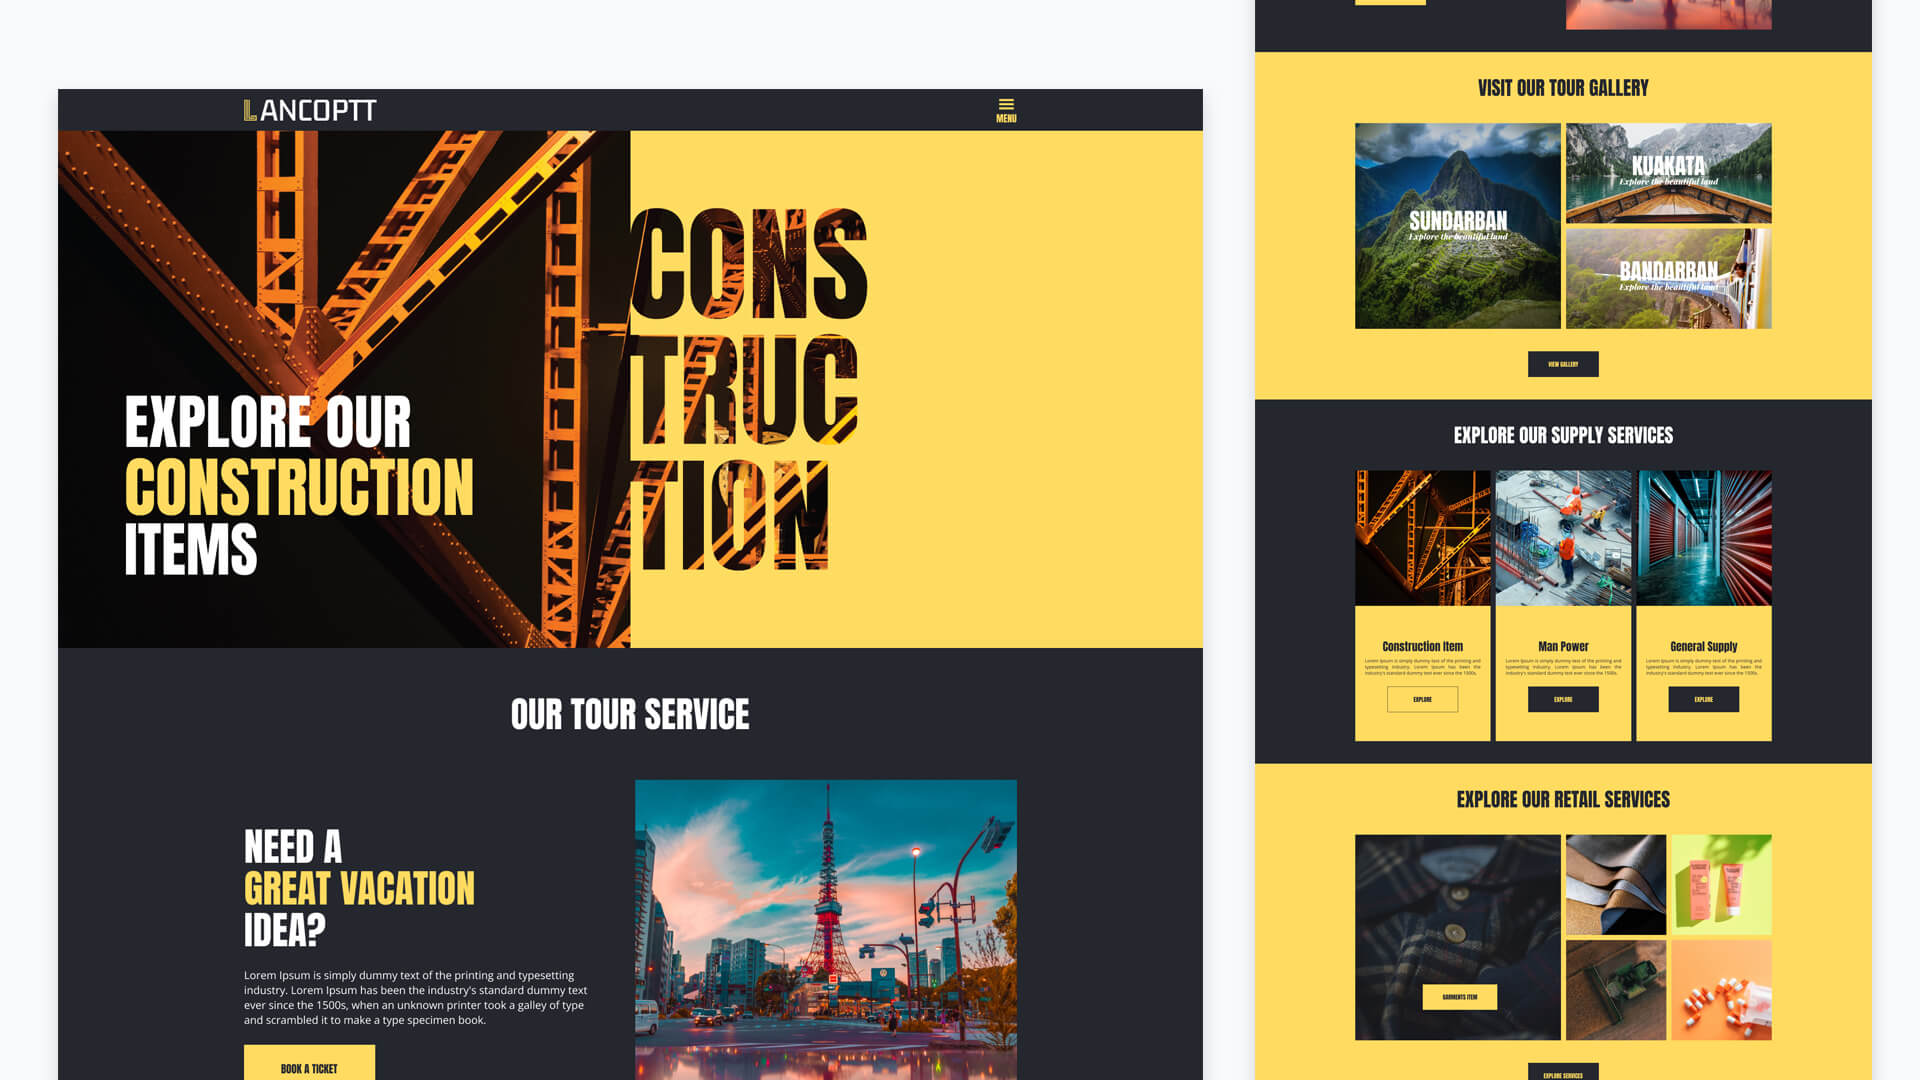 LANCOPTT
MENU
CONS
TRUC
TION
EXPLORE OUR
CONSTRUCTION
ITEMS
OUR TOUR SERVICE
NEED A
GREAT VACATION
IDEA?
Lorem Ipsum is simply dummy text of the printing and typesetting
industry. Lorem Ipsum has been the industry's standard dummy text
ever since the 1500s, when an unknown printer took a galley of type
and scrambled it to make a type specimen book.
BOOK A TICKET
VISIT OUR TOUR GALLERY
SUNDARBAN
Explore the beautiful land
KUAKATA
Explore the beautiful land
BANDARBAN
Explore the beautiful land
VIEW GALLERY
EXPLORE OUR SUPPLY SERVICES
Construction Item
Lorem Ipsum is simply dummy text of the printing and
typesetting industry. Lorem Ipsum has been the
industry's standard dummy text ever since the 1500s.
EXPLORE
Man Power
Lorem Ipsum is simply dummy text of the printing and
typesetting industry. Lorem Ipsum has been the
industry's standard dummy text ever since the 1500s.
EXPLORE
General Supply
Lorem Ipsum is simply dummy text of the printing and
typesetting industry. Lorem Ipsum has been the
industry's standard dummy text ever since the 1500s.
EXPLORE
EXPLORE OUR RETAIL SERVICES
GARMENTS ITEM
EXPLORE SERVICES